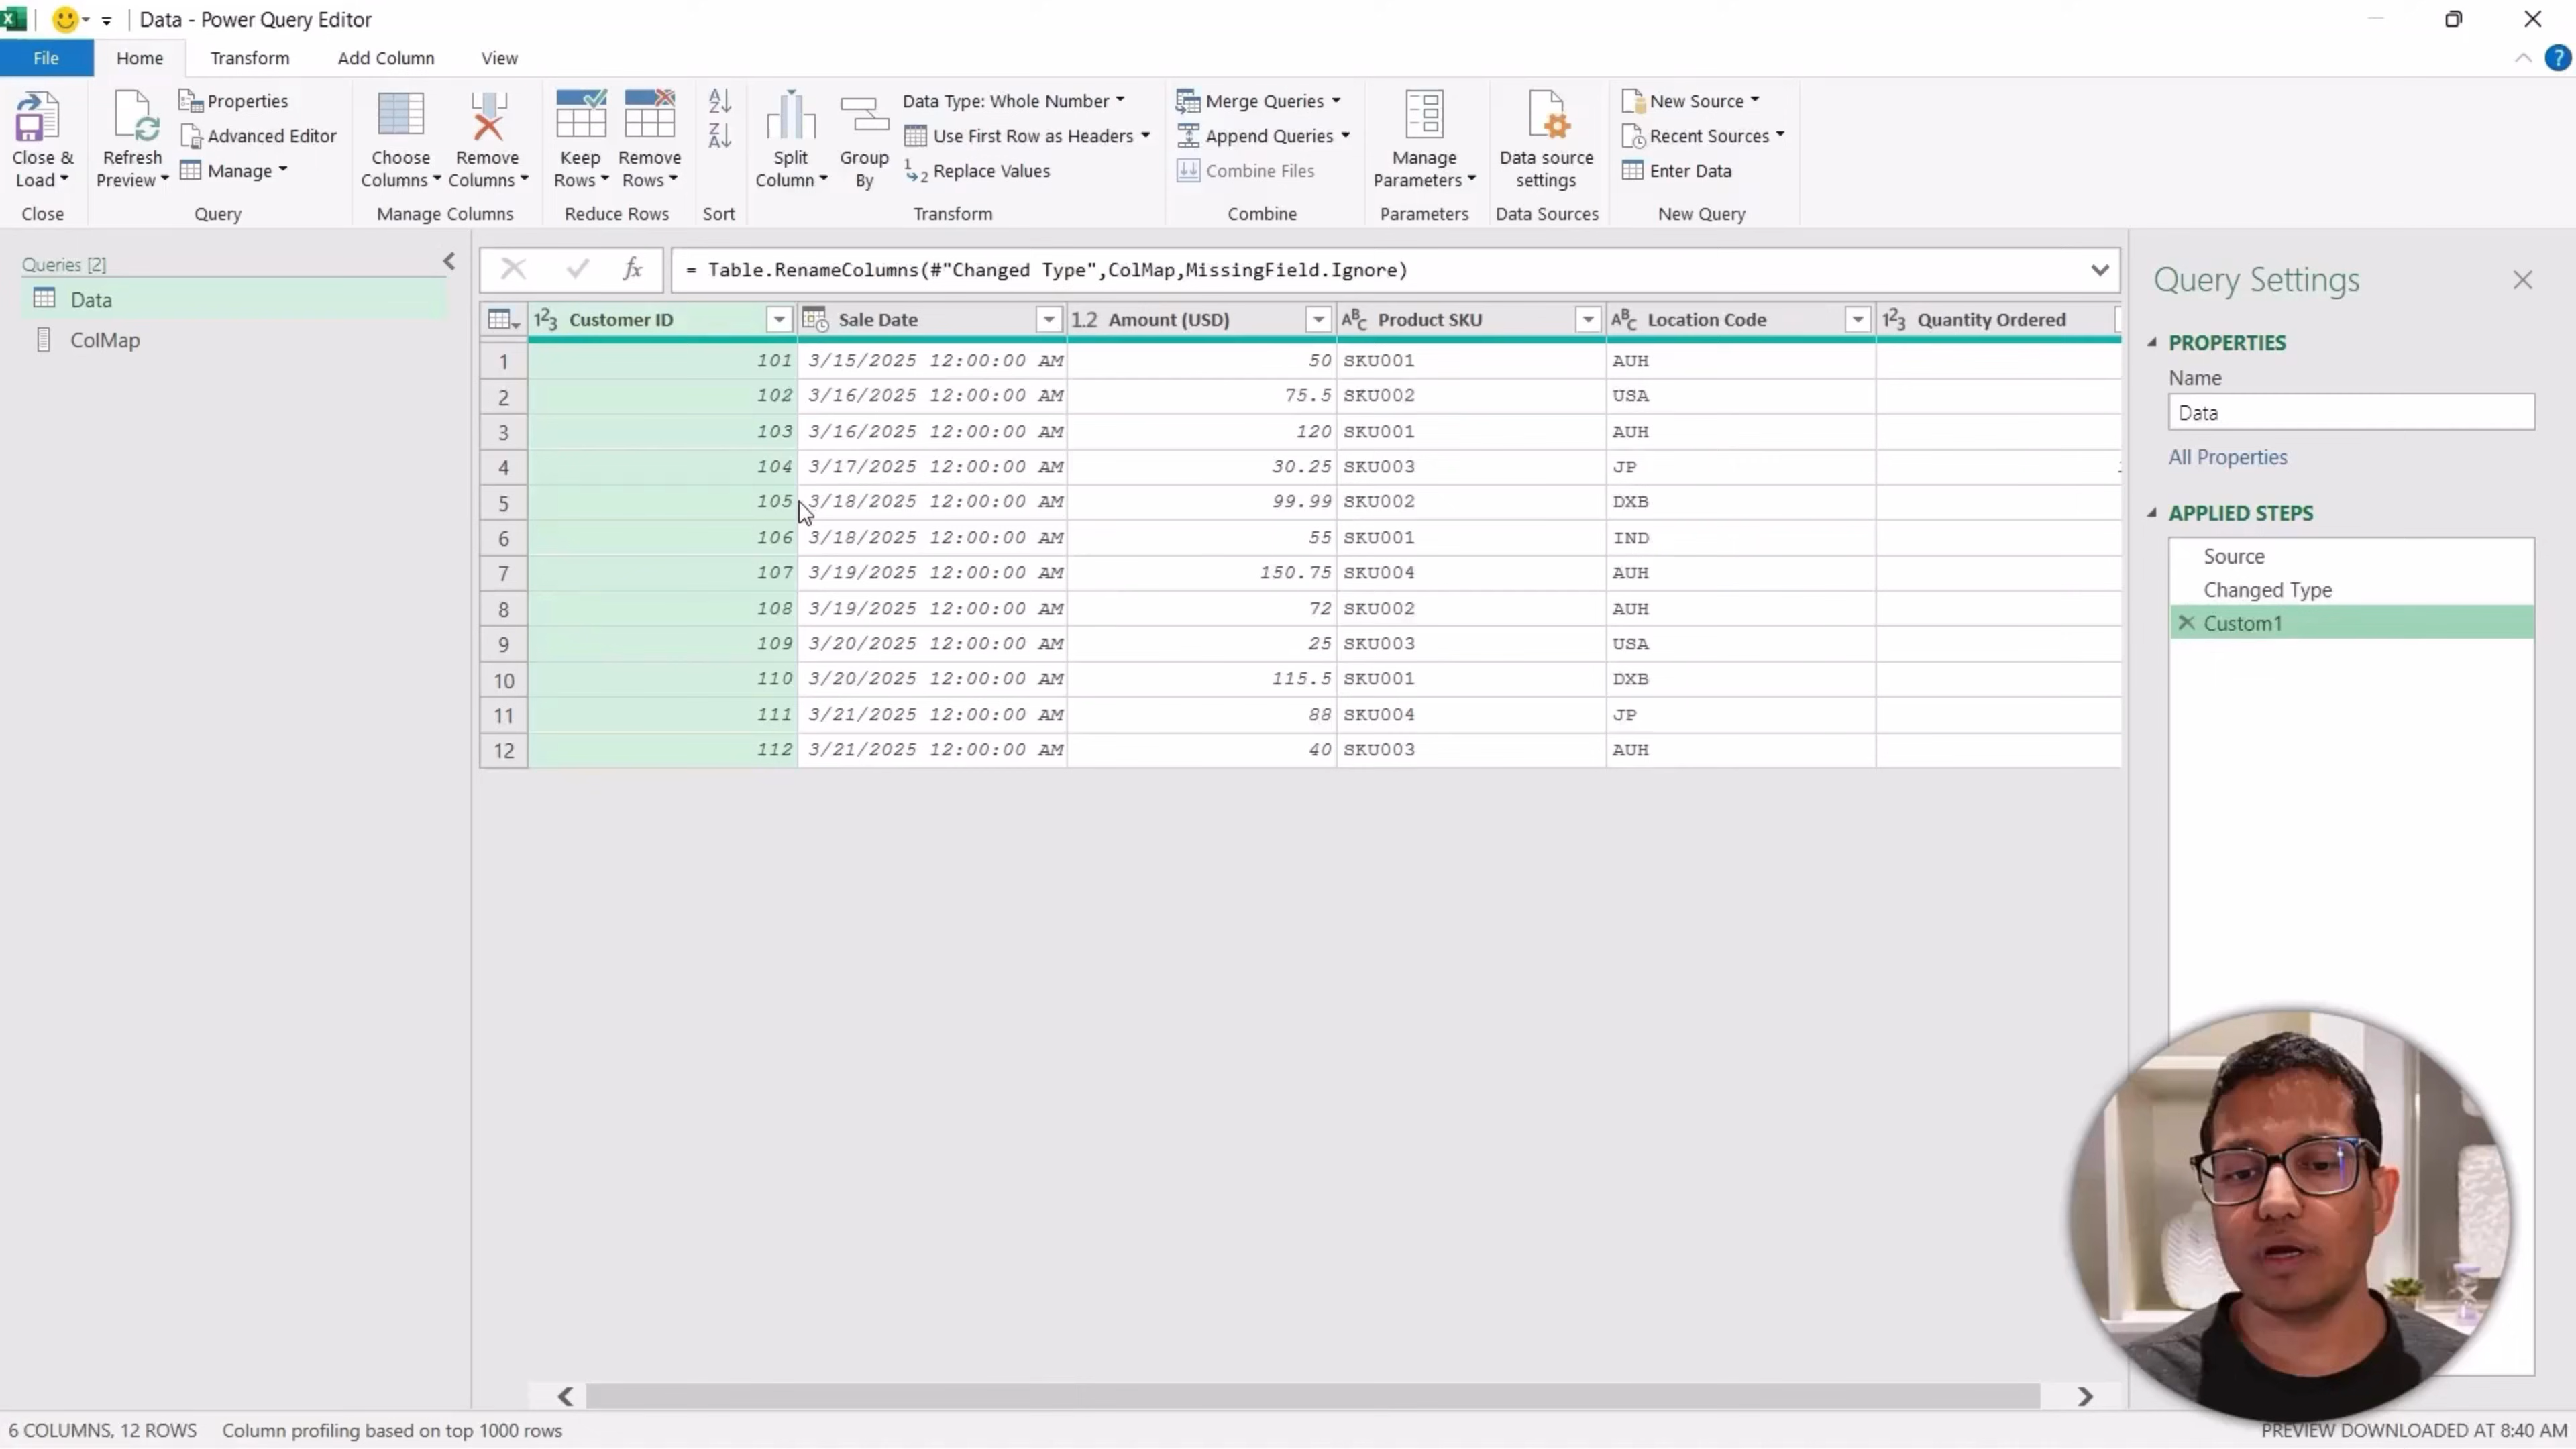 Data - Power Query Editor
File Home Transform Add Column View
Close & Load
Close
Refresh Preview
Properties
Advanced Editor
Manage
Query
Choose Columns
Remove Columns
Manage Columns
Keep Rows
Remove Rows
Reduce Rows
Sort
Split Column
Group By
Data Type: Whole Number
Use First Row as Headers
Replace Values
Transform
Merge Queries
Append Queries
Combine Files
Combine
Manage Parameters
Parameters
Data source settings
Data Sources
New Source
Recent Sources
Enter Data
New Query
Queries [2]
Data
ColMap
fx = Table.RenameColumns(#"Changed Type",ColMap,MissingField.Ignore)
Customer ID Sale Date 1.2 Amount (USD) ABC Product SKU ABC Location Code 123 Quantity Ordered
1 101 3/15/2025 12:00:00 AM 50 SKU001 AUH
2 102 3/16/2025 12:00:00 AM 75.5 SKU002 USA
3 103 3/16/2025 12:00:00 AM 120 SKU001 AUH
4 104 3/17/2025 12:00:00 AM 30.25 SKU003 JP
5 105 3/18/2025 12:00:00 AM 99.99 SKU002 DXB
6 106 3/18/2025 12:00:00 AM 55 SKU001 IND
7 107 3/19/2025 12:00:00 AM 150.75 SKU004 AUH
8 108 3/19/2025 12:00:00 AM 72 SKU002 AUH
9 109 3/20/2025 12:00:00 AM 25 SKU003 USA
10 110 3/20/2025 12:00:00 AM 115.5 SKU001 DXB
11 111 3/21/2025 12:00:00 AM 88 SKU004 JP
12 112 3/21/2025 12:00:00 AM 40 SKU003 AUH
Query Settings
PROPERTIES
Name
Data
All Properties
APPLIED STEPS
Source
Changed Type
Custom1
6 COLUMNS, 12 ROWS Column profiling based on top 1000 rows
PREVIEW DOWNLOADED AT 8:40 AM